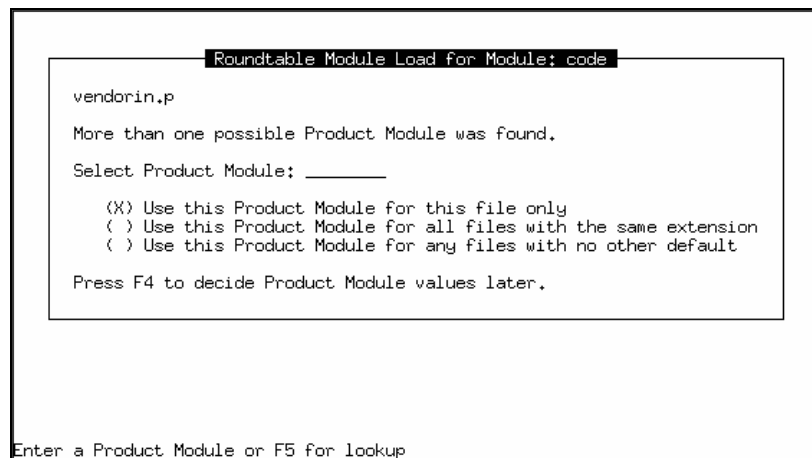 Roundtable Module Load for Module: code
vendorin.p
More than one possible Product Module was found.
Select Product Module: ________
(X) Use this Product Module for this file only
( ) Use this Product Module for all files with the same extension
( ) Use this Product Module for any files with no other default
Press F4 to decide Product Module values later.
Enter a Product Module or F5 for lookup